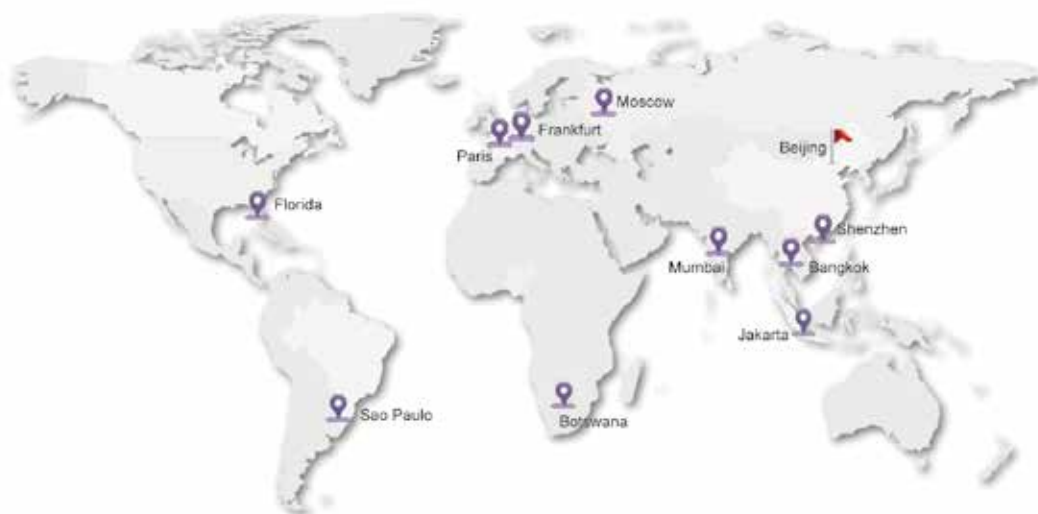 Moscow
Frankfurt
Paris
Beijing
Florida
Shenzhen
Mumbai
Bangkok
Jakarta
Sao Paulo
Botswana